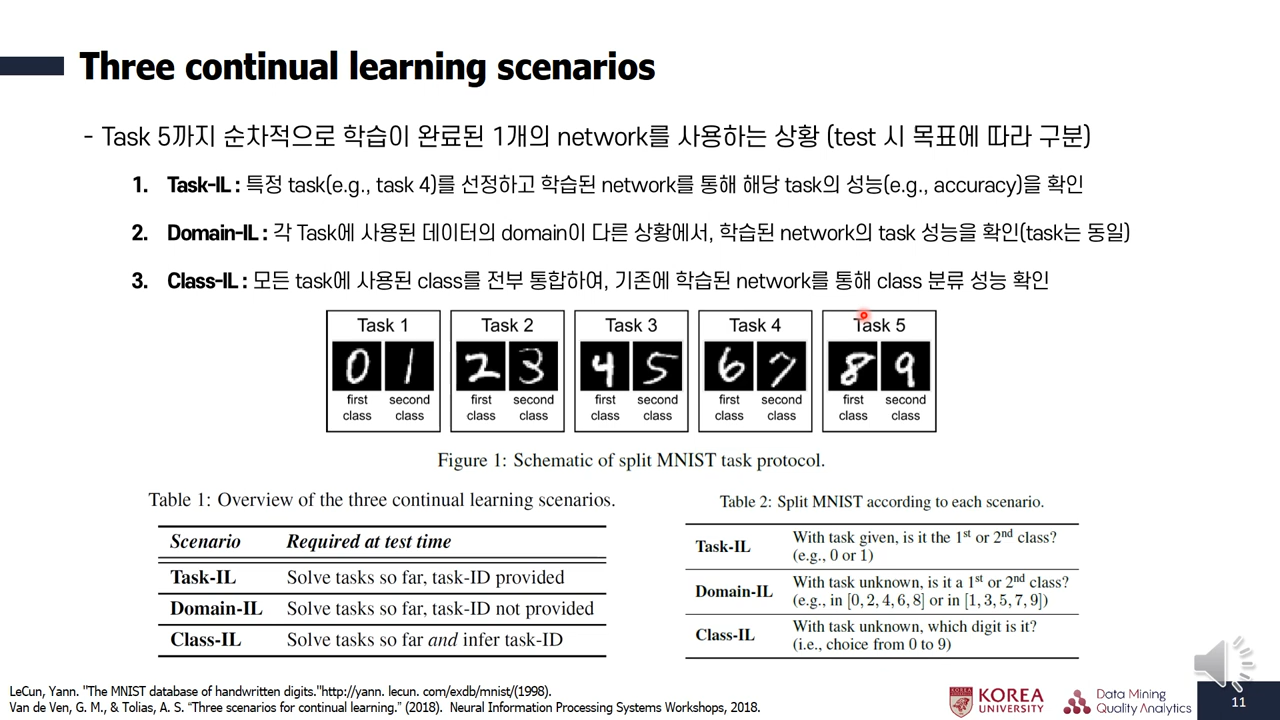 Three continual learning scenarios
- Task 5까지 순차적으로 학습이 완료된 1개의 network를 사용하는 상황 (test 시 목표에 따라 구분)
1. Task-IL : 특정 task(e.g., task 4)를 선정하고 학습된 network를 통해 해당 task의 성능(e.g., accuracy)을 확인
2. Domain-IL : 각 Task에 사용된 데이터의 domain이 다른 상황에서, 학습된 network의 task 성능을 확인(task는 동일)
3. Class-IL : 모든 task에 사용된 class를 전부 통합하여, 기존에 학습된 network를 통해 class 분류 성능 확인
Task 1 Task 2 Task 3 Task 4 Task 5
0 1 2 3 4 5 6 7 8 9
first second first second first second first second first second
class class class class class class class class class class
Figure 1: Schematic of split MNIST task protocol.
Table 1: Overview of the three continual learning scenarios.
Scenario Required at test time
Task-IL Solve tasks so far, task-ID provided
Domain-IL Solve tasks so far, task-ID not provided
Class-IL Solve tasks so far and infer task-ID
Table 2: Split MNIST according to each scenario.
Task-IL With task given, is it the 1st or 2nd class?
(e.g., 0 or 1)
Domain-IL With task unknown, is it a 1st or 2nd class?
(e.g., in [0, 2, 4, 6, 8] or in [1, 3, 5, 7, 9])
Class-IL With task unknown, which digit is it?
(i.e., choice from 0 to 9)
LeCun, Yann. "The MNIST database of handwritten digits."http://yann. lecun. com/exdb/mnist/(1998).
Van de Ven, G. M., & Tolias, A. S. “Three scenarios for continual learning.” (2018). Neural Information Processing Systems Workshops, 2018.
KOREA
UNIVERSITY
Data Mining
Quality Analytics
11